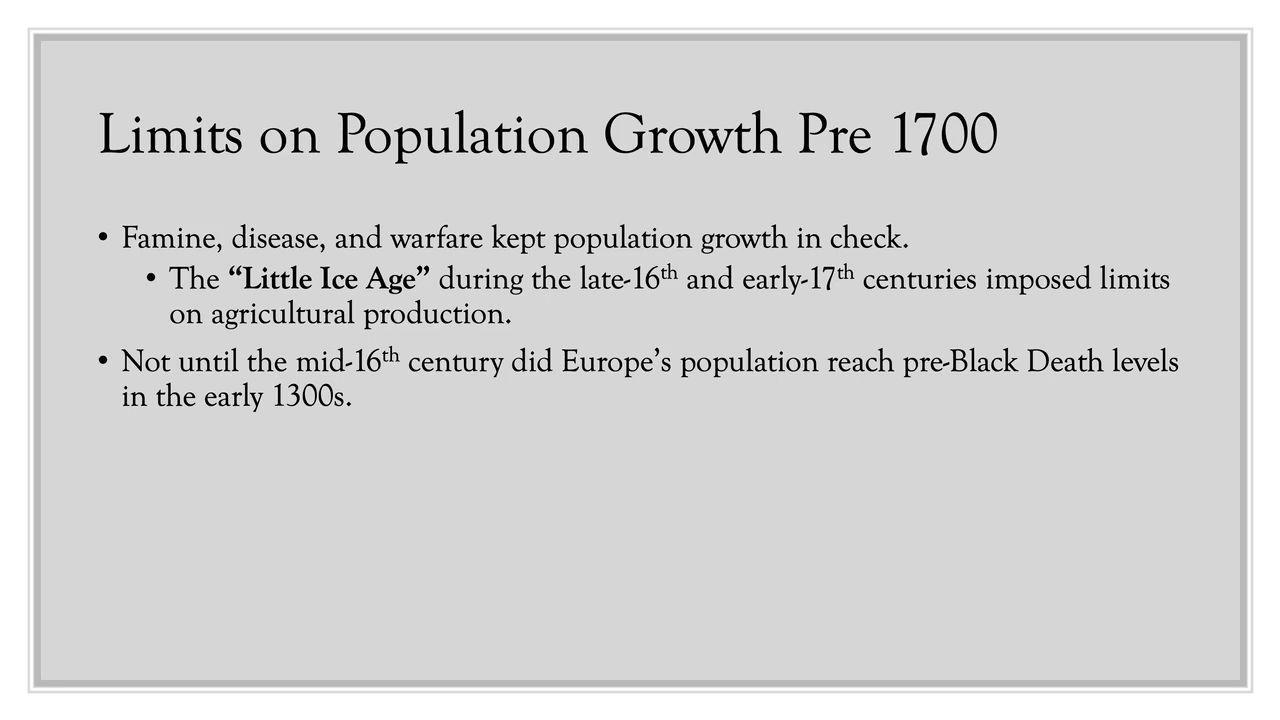 Limits on Population Growth Pre 1700
• Famine, disease, and warfare kept population growth in check.
• The “Little Ice Age” during the late-16th and early-17th centuries imposed limits
on agricultural production.
• Not until the mid-16th century did Europe’s population reach pre-Black Death levels
in the early 1300s.